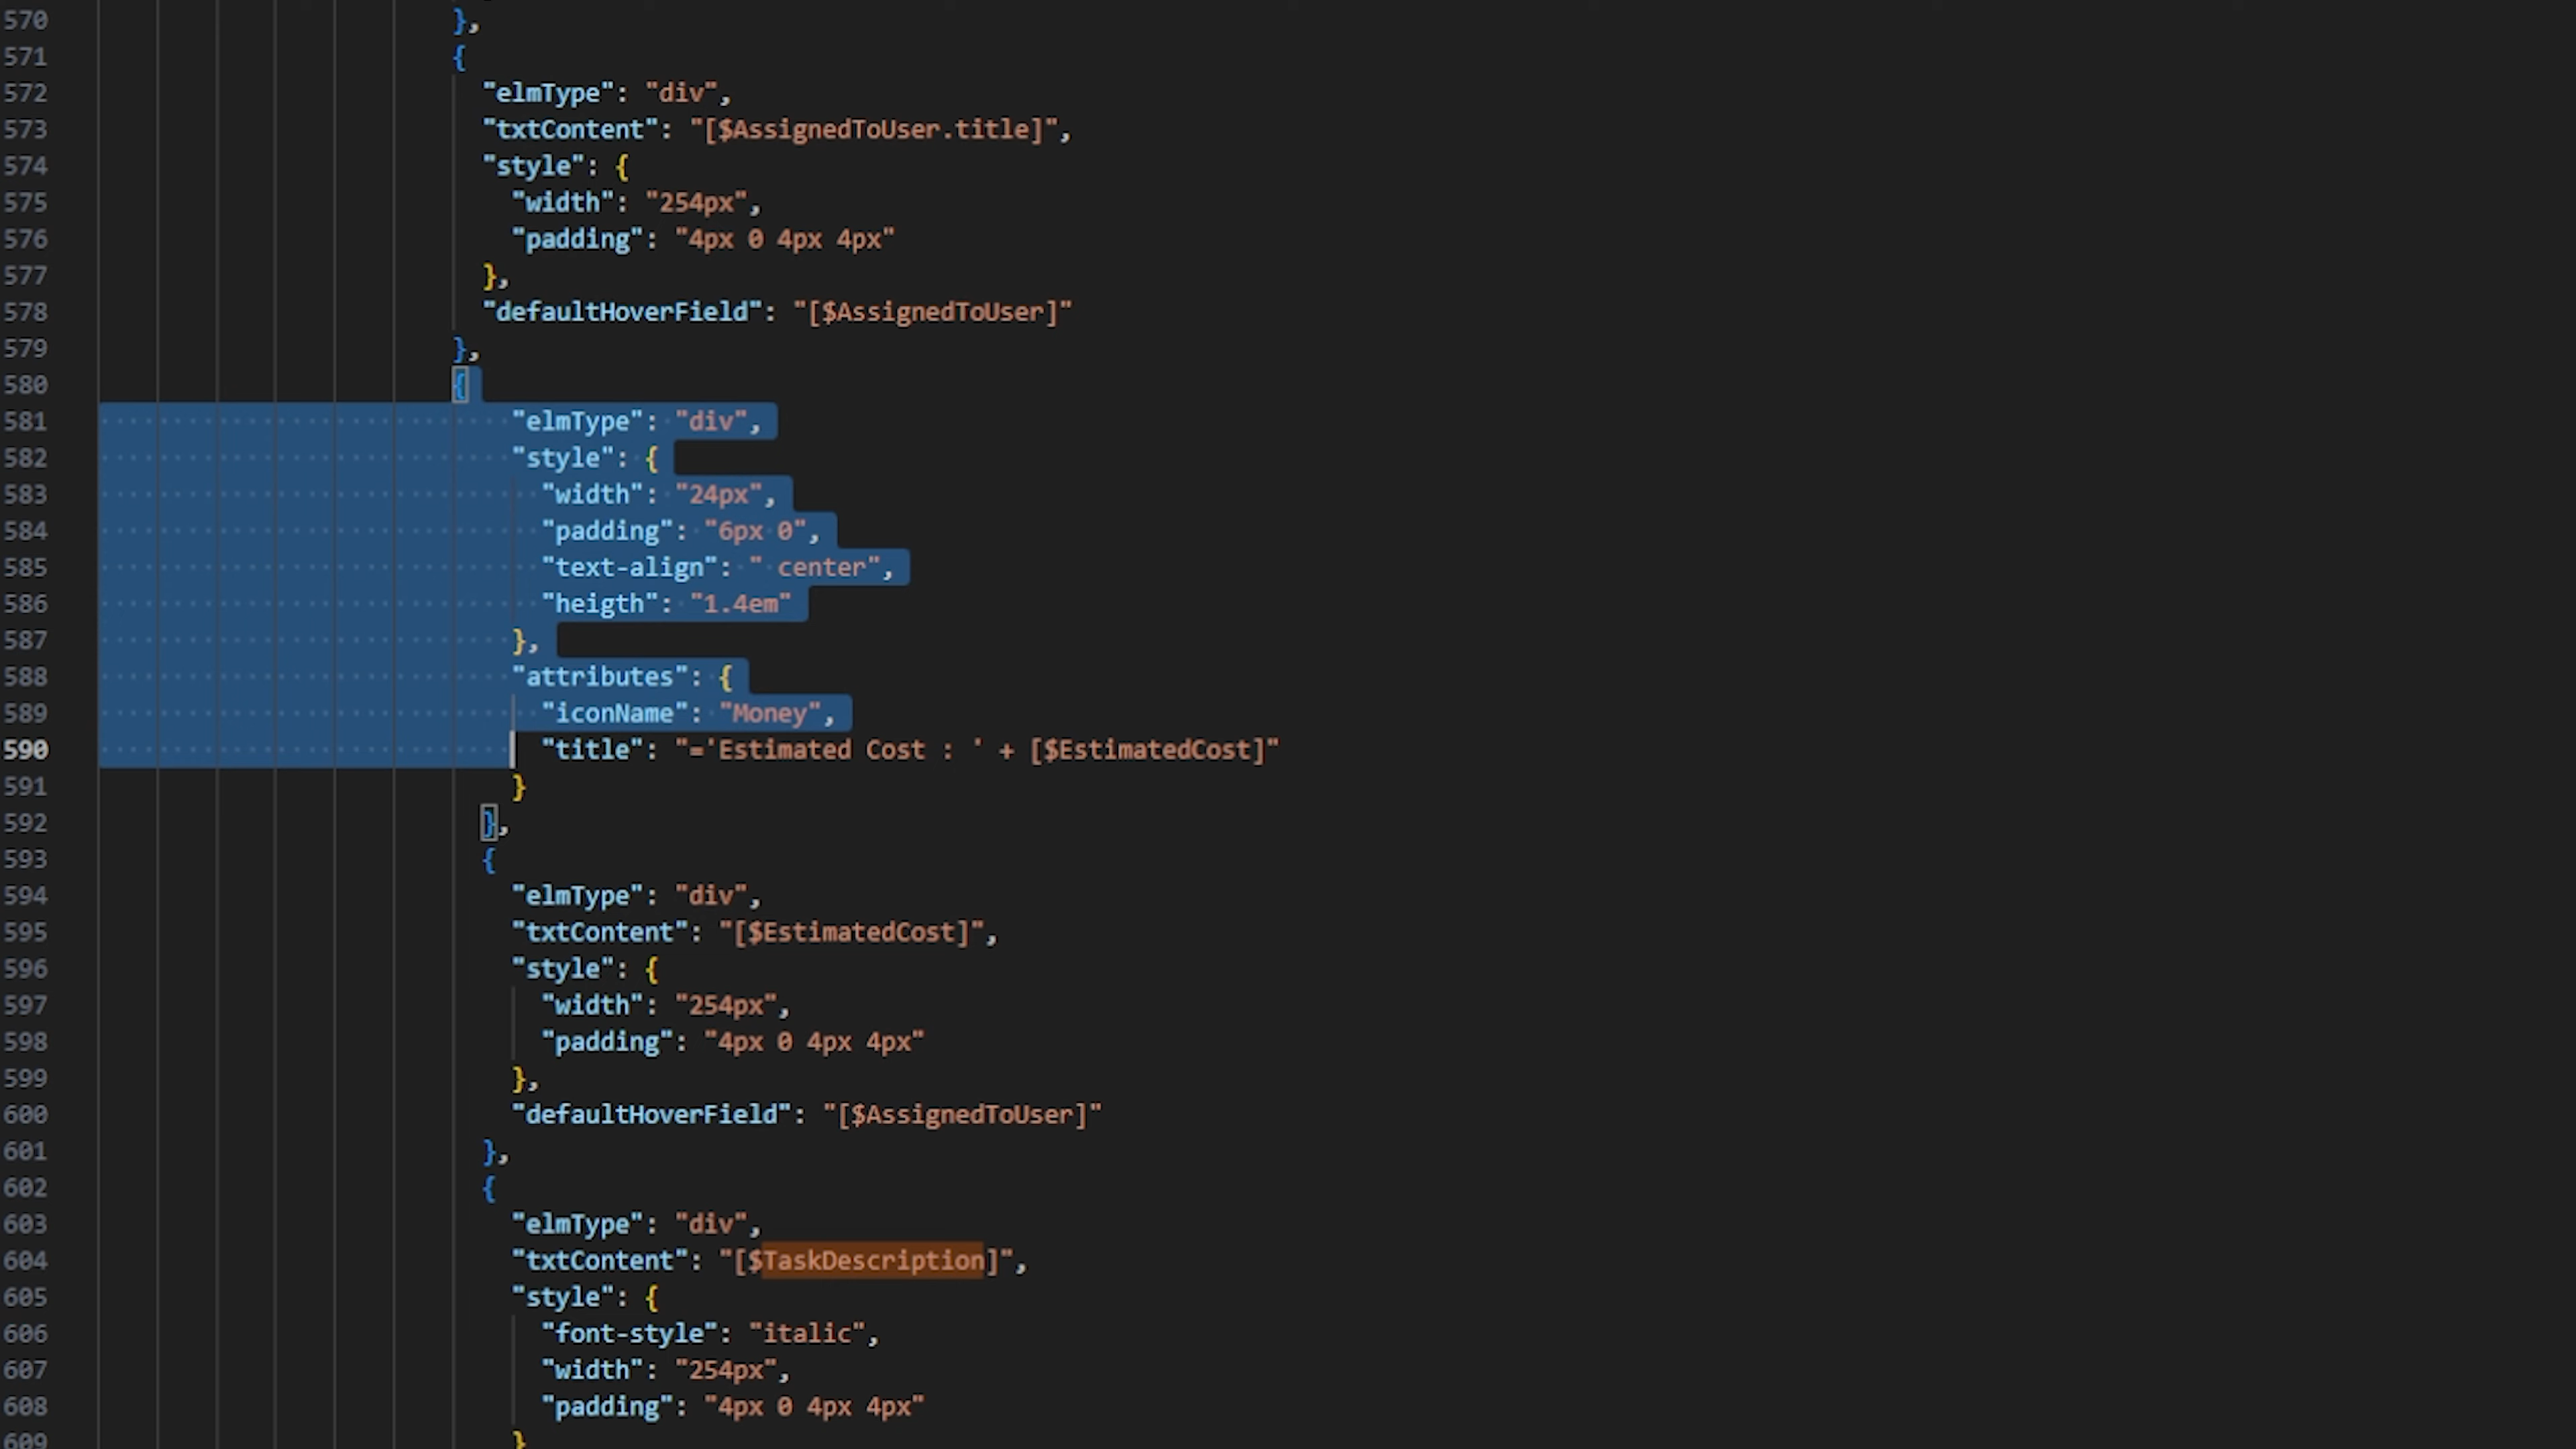 570 },
571 {
572 "elmType": "div",
573 "txtContent": "[$AssignedToUser.title]",
574 "style": {
575 "width": "254px",
576 "padding": "4px 0 4px 4px"
577 },
578 "defaultHoverField": "[$AssignedToUser]"
579 },
580 {
581 "elmType": "div",
582 "style": {
583 "width": "24px",
584 "padding": "6px 0",
585 "text-align": " center",
586 "heigth": "1.4em"
587 },
588 "attributes": {
589 "iconName": "Money",
590 "title": "='Estimated Cost : ' + [$EstimatedCost]"
591 }
592 },
593 {
594 "elmType": "div",
595 "txtContent": "[$EstimatedCost]",
596 "style": {
597 "width": "254px",
598 "padding": "4px 0 4px 4px"
599 },
600 "defaultHoverField": "[$AssignedToUser]"
601 },
602 {
603 "elmType": "div",
604 "txtContent": "[$TaskDescription]",
605 "style": {
606 "font-style": "italic",
607 "width": "254px",
608 "padding": "4px 0 4px 4px"
609 }